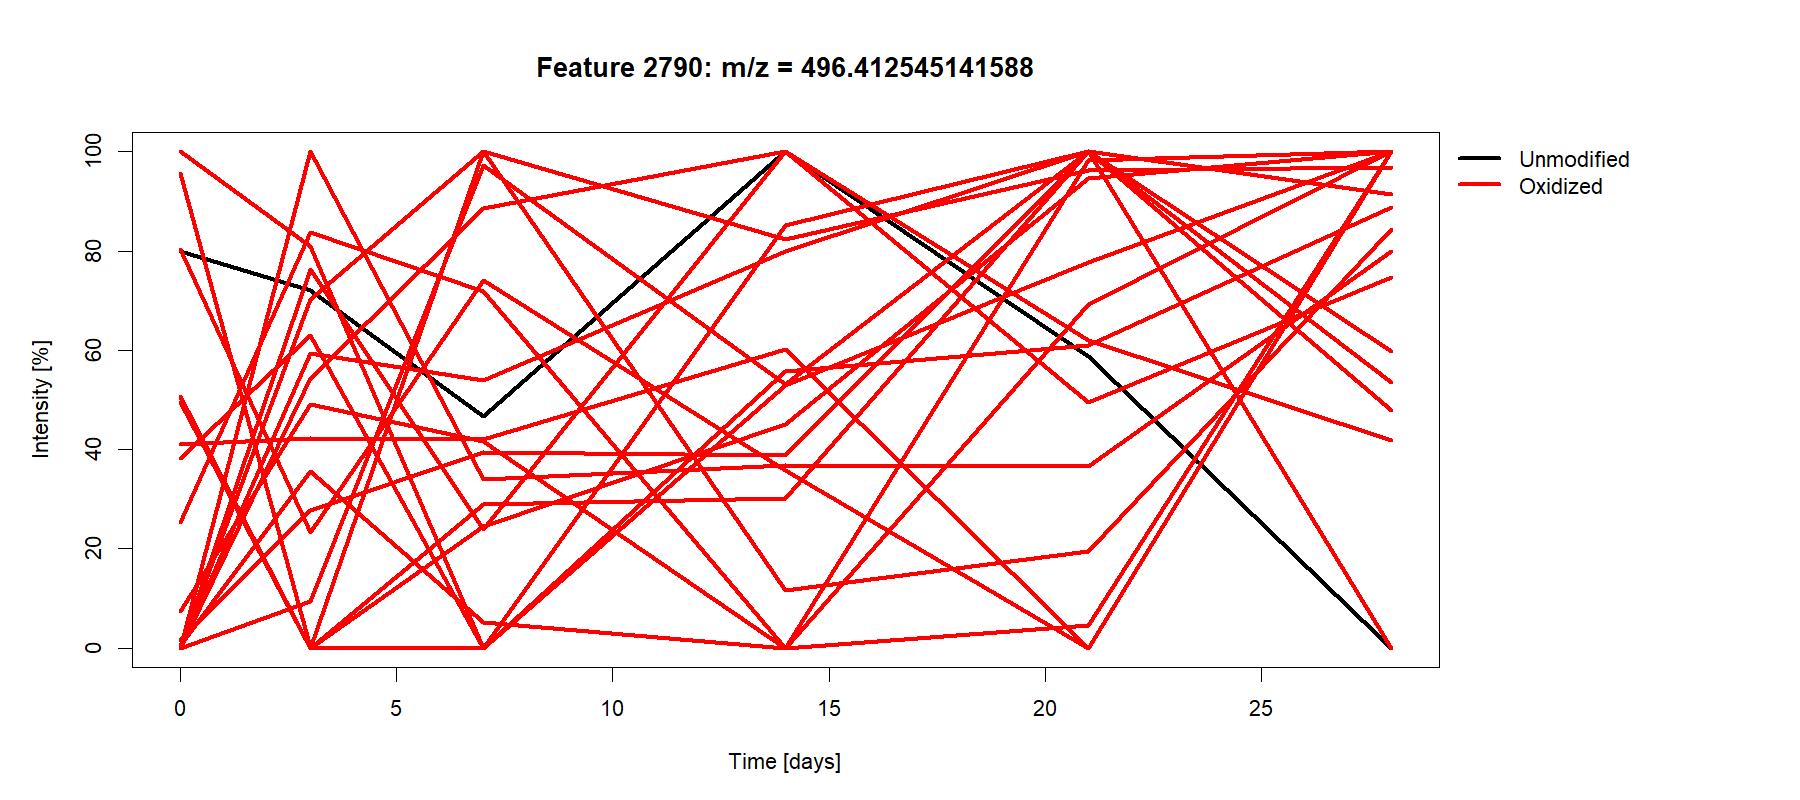 Feature 2790: m/z = 496.412545141588
Unmodified
Oxidized
Intensity [%]
100
80
60
40
20
0
0 5 10 15 20 25
Time [days]